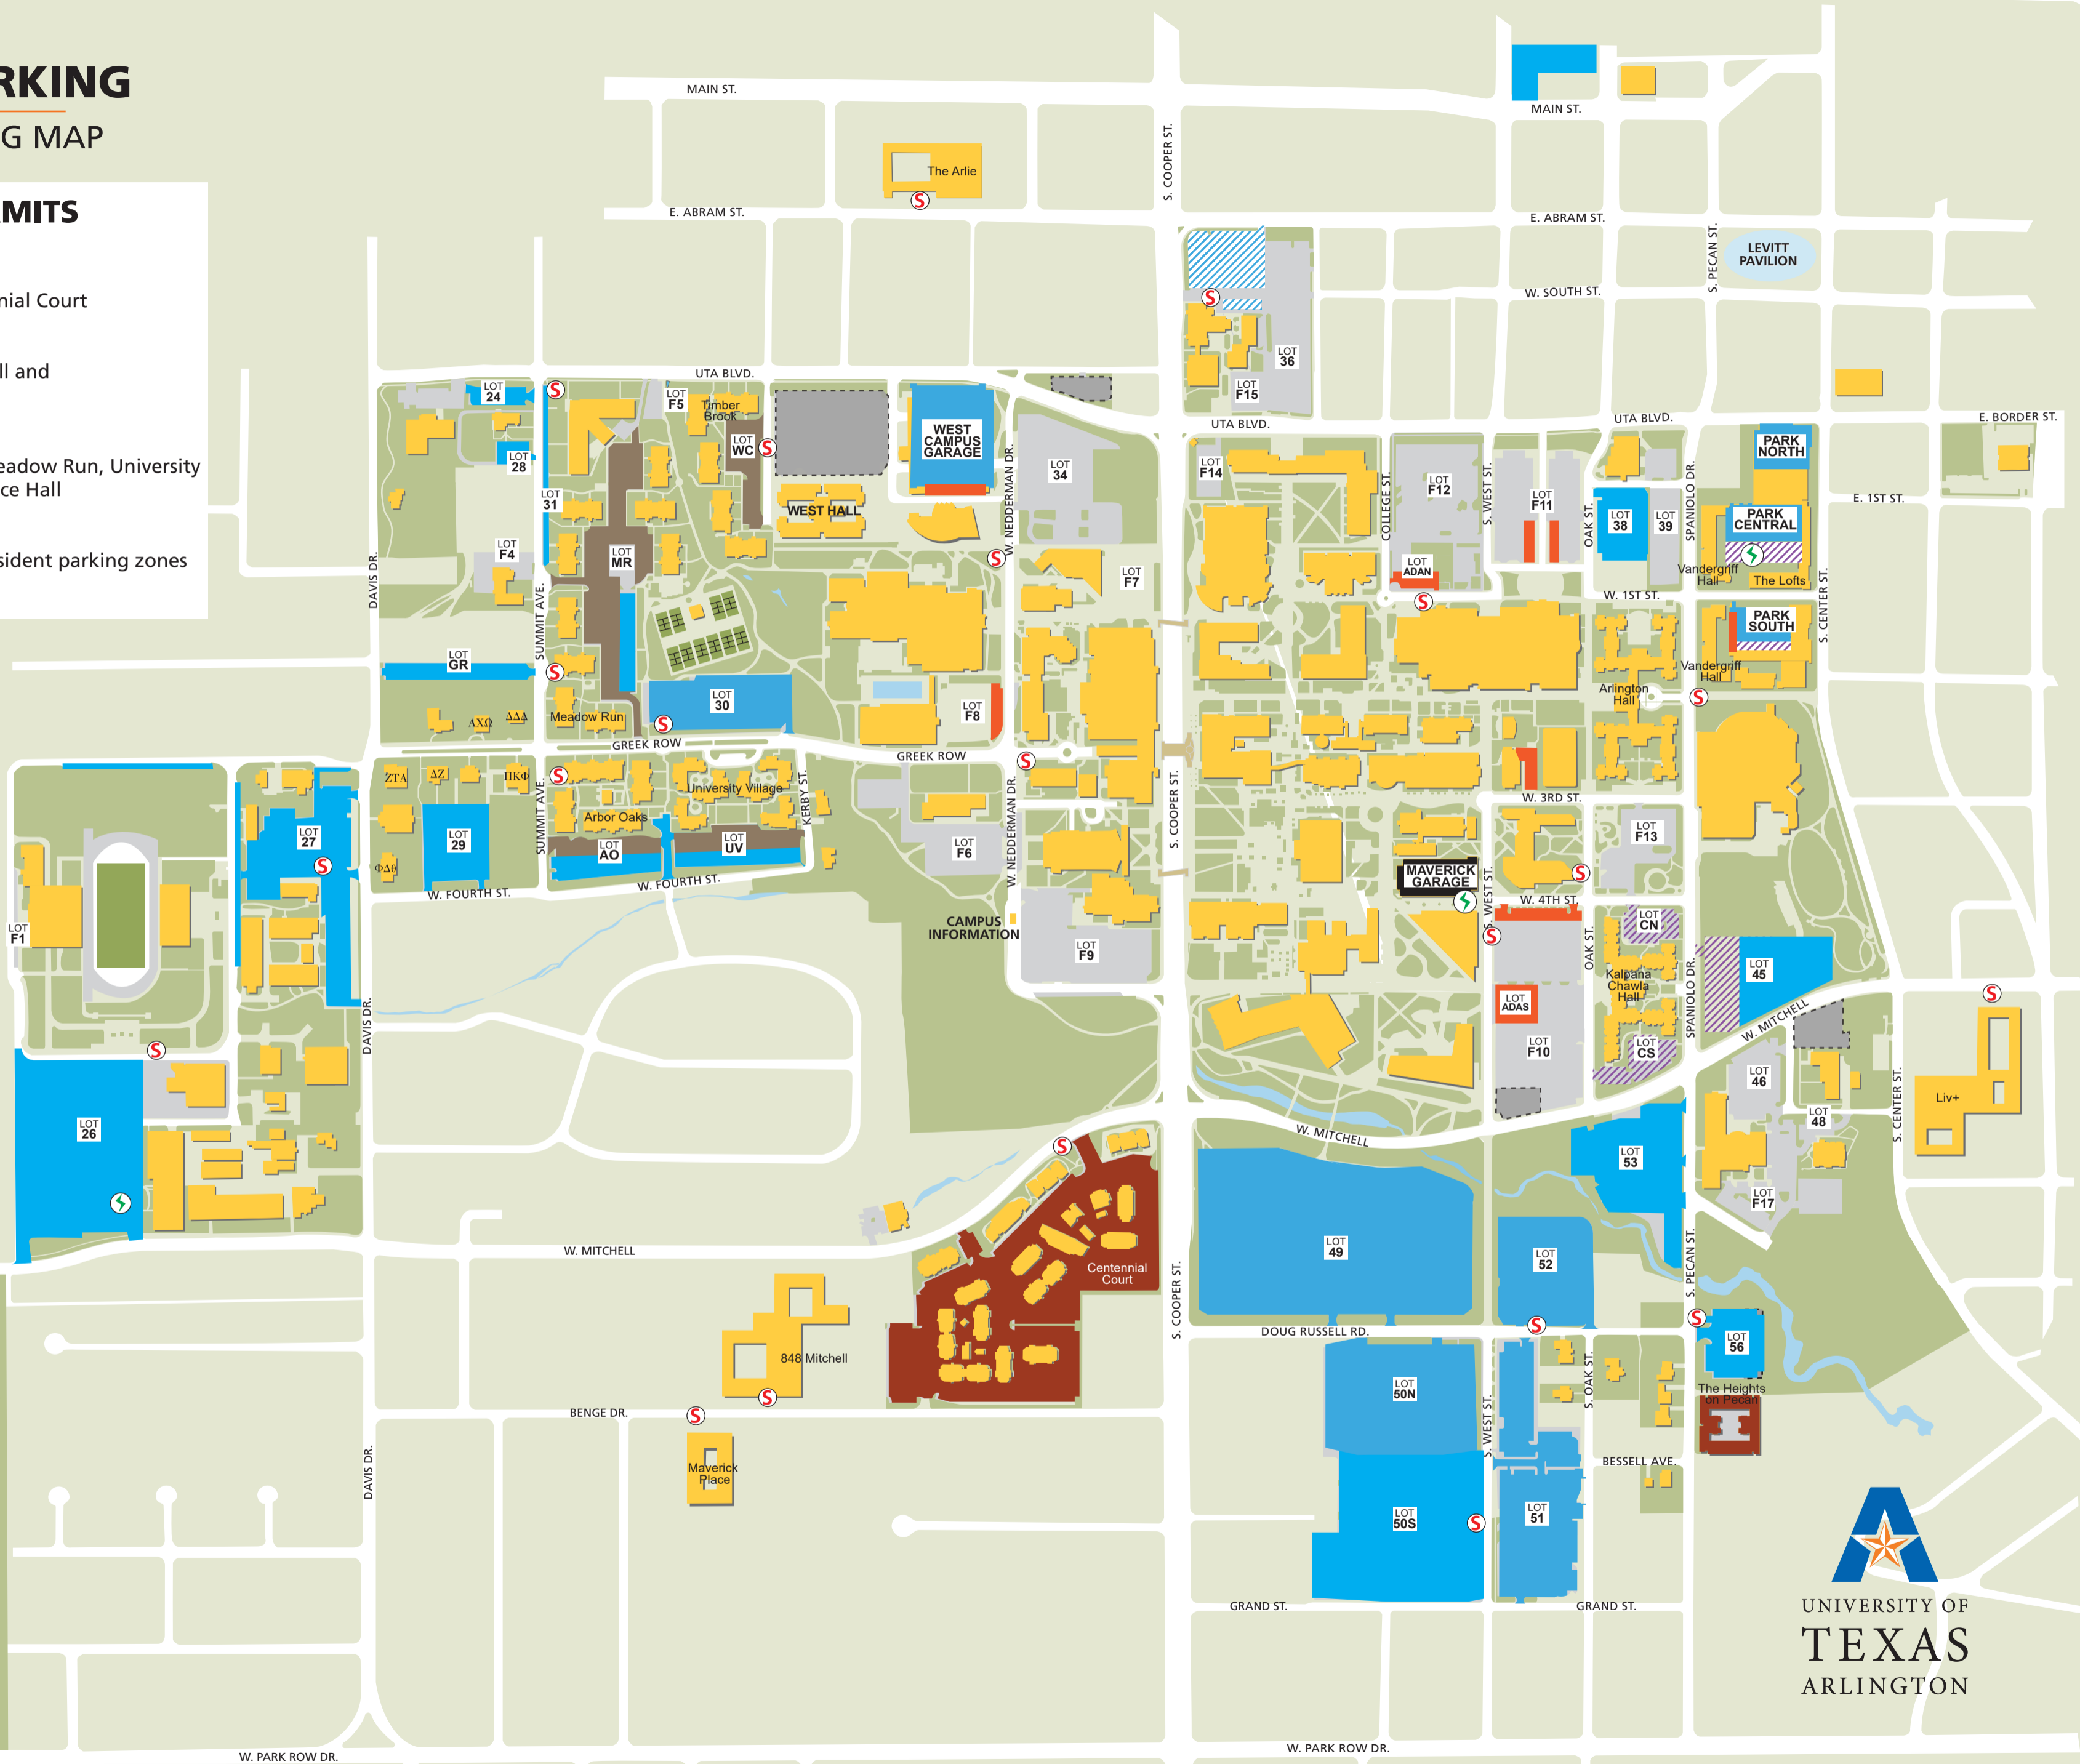 RKING
G MAP
MITS
nial Court
ll and
eadow Run, University
ce Hall
sident parking zones
MAIN ST.
MAIN ST.
S. COOPER ST.
The Arlie
S
E. ABRAM ST.
E. ABRAM ST.
S. PECAN ST.
LEVITT
PAVILION
W. SOUTH ST.
S
LOT
36
LOT
F15
UTA BLVD.
UTA BLVD.
UTA BLVD.
E. BORDER ST.
LOT
24
S
LOT
F5
Timber
Brook
LOT
WC
S
WEST
CAMPUS
GARAGE
LOT
28
LOT
31
WEST HALL
W. NEDDERMAN DR.
LOT
34
LOT
F14
COLLEGE ST.
LOT
F12
S. WEST ST.
LOT
F11
OAK ST.
LOT
38
LOT
39
SPANIOLO DR.
PARK
NORTH
PARK
CENTRAL
E. 1ST ST.
LOT
F4
LOT
MR
S
LOT
F7
LOT
ADAN
S
Vandergriff
Hall
The Lofts
W. 1ST ST.
DAVIS DR.
SUMMIT AVE.
S. CENTER ST.
PARK
SOUTH
LOT
GR
S
Vandergriff
Hall
Arlington
Hall
S
LOT
30
S
LOT
F8
ΑΧΩ
ΔΔΔ
Meadow Run
GREEK ROW
GREEK ROW
S
ΖΤΑ
ΔΖ
ΠΚΦ
S
University Village
Arbor Oaks
KERBY ST.
SUMMIT AVE.
W. NEDDERMAN DR.
S. COOPER ST.
W. 3RD ST.
LOT
27
S
LOT
29
LOT
AO
LOT
UV
LOT
F6
LOT
F13
ΦΔθ
W. FOURTH ST.
W. FOURTH ST.
MAVERICK
GARAGE
S. WEST ST.
S
W. 4TH ST.
LOT
F1
CAMPUS
INFORMATION
LOT
F9
S
OAK ST.
LOT
CN
Kalpana
Chawla
Hall
SPANIOLO DR.
LOT
45
S
LOT
ADAS
W. MITCHELL
DAVIS DR.
S
LOT
F10
LOT
CS
LOT
46
LOT
48
S. CENTER ST.
Liv+
LOT
26
S
W. MITCHELL
LOT
53
LOT
F17
W. MITCHELL
LOT
49
LOT
52
S. PECAN ST.
Centennial
Court
S. COOPER ST.
DOUG RUSSELL RD.
S
S
LOT
56
848 Mitchell
S
LOT
50N
S. WEST ST.
S. OAK ST.
The Heights
on Pecan
BENGE DR.
S
DAVIS DR.
Maverick
Place
BESSELL AVE.
LOT
50S
S
LOT
51
GRAND ST.
GRAND ST.
UNIVERSITY OF
TEXAS
ARLINGTON
W. PARK ROW DR.
W. PARK ROW DR.